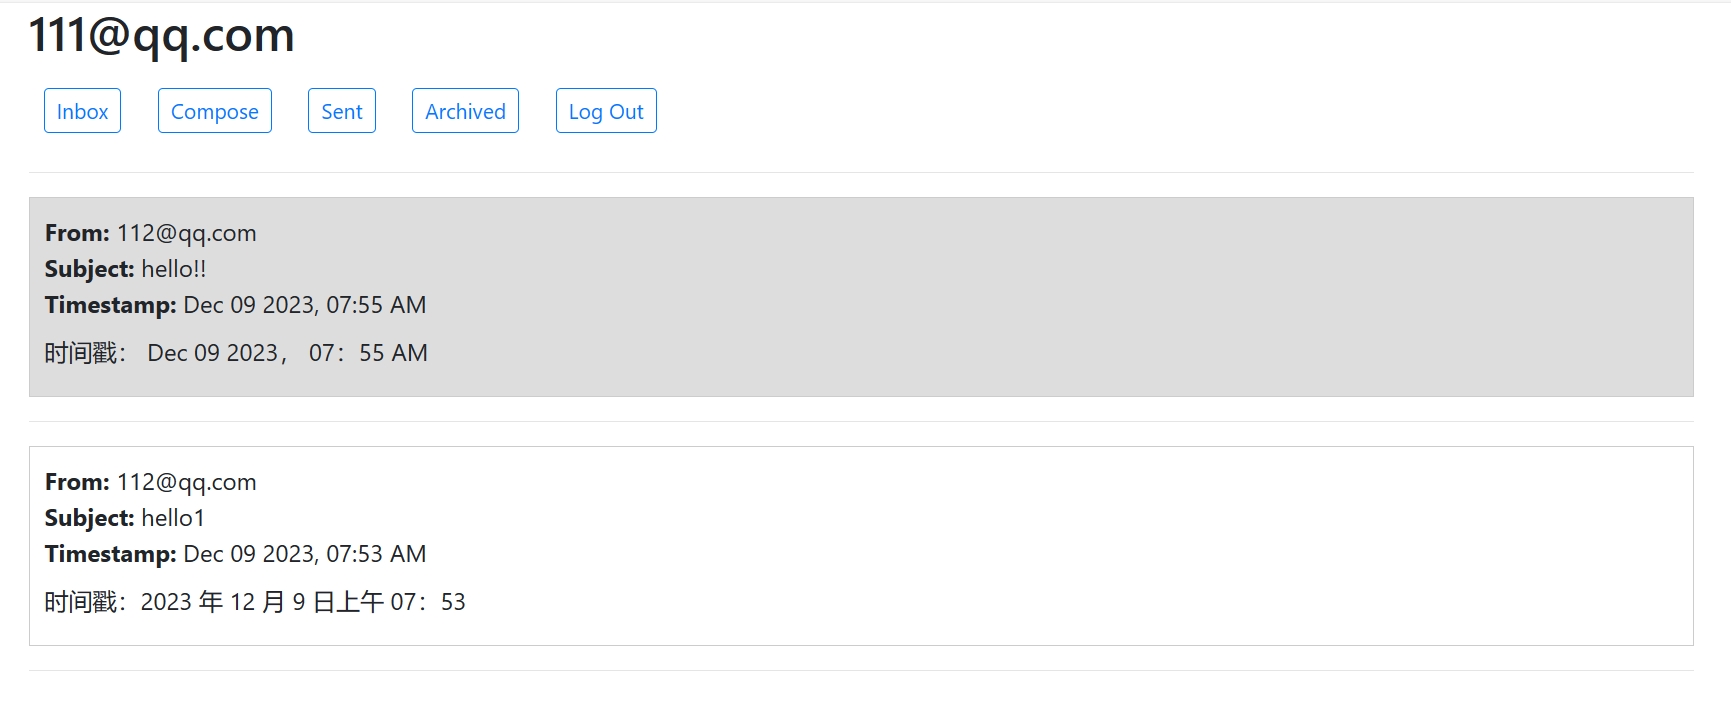 111@qq.com
Inbox Compose Sent Archived Log Out
From: 112@qq.com
Subject: hello!!
Timestamp: Dec 09 2023, 07:55 AM
时间戳： Dec 09 2023， 07：55 AM
From: 112@qq.com
Subject: hello1
Timestamp: Dec 09 2023, 07:53 AM
时间戳：2023 年 12 月 9 日上午 07：53